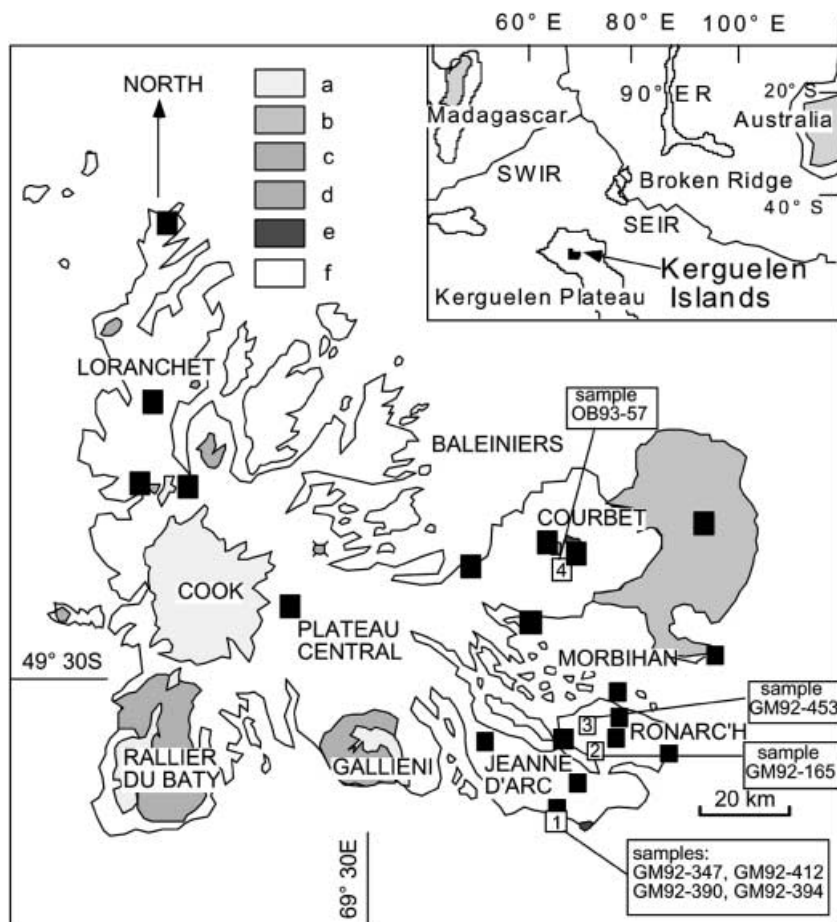 60° E 80° E 100° E
NORTH
a
b
c
d
e
f
90° ER
20° S
Madagascar
Australia
SWIR
Broken Ridge
40° S
SEIR
Kerguelen
Islands
Kerguelen Plateau
LORANCHET
sample
OB93-57
BALEINIERS
COURBET
4
COOK
PLATEAU
CENTRAL
49° 30S
MORBIHAN
sample
GM92-453
3
RONARC'H
2
sample
GM92-165
RALLIER
DU BATY
GALLIENI
JEANNE
D'ARC
20 km
1
69° 30E
samples:
GM92-347, GM92-412
GM92-390, GM92-394